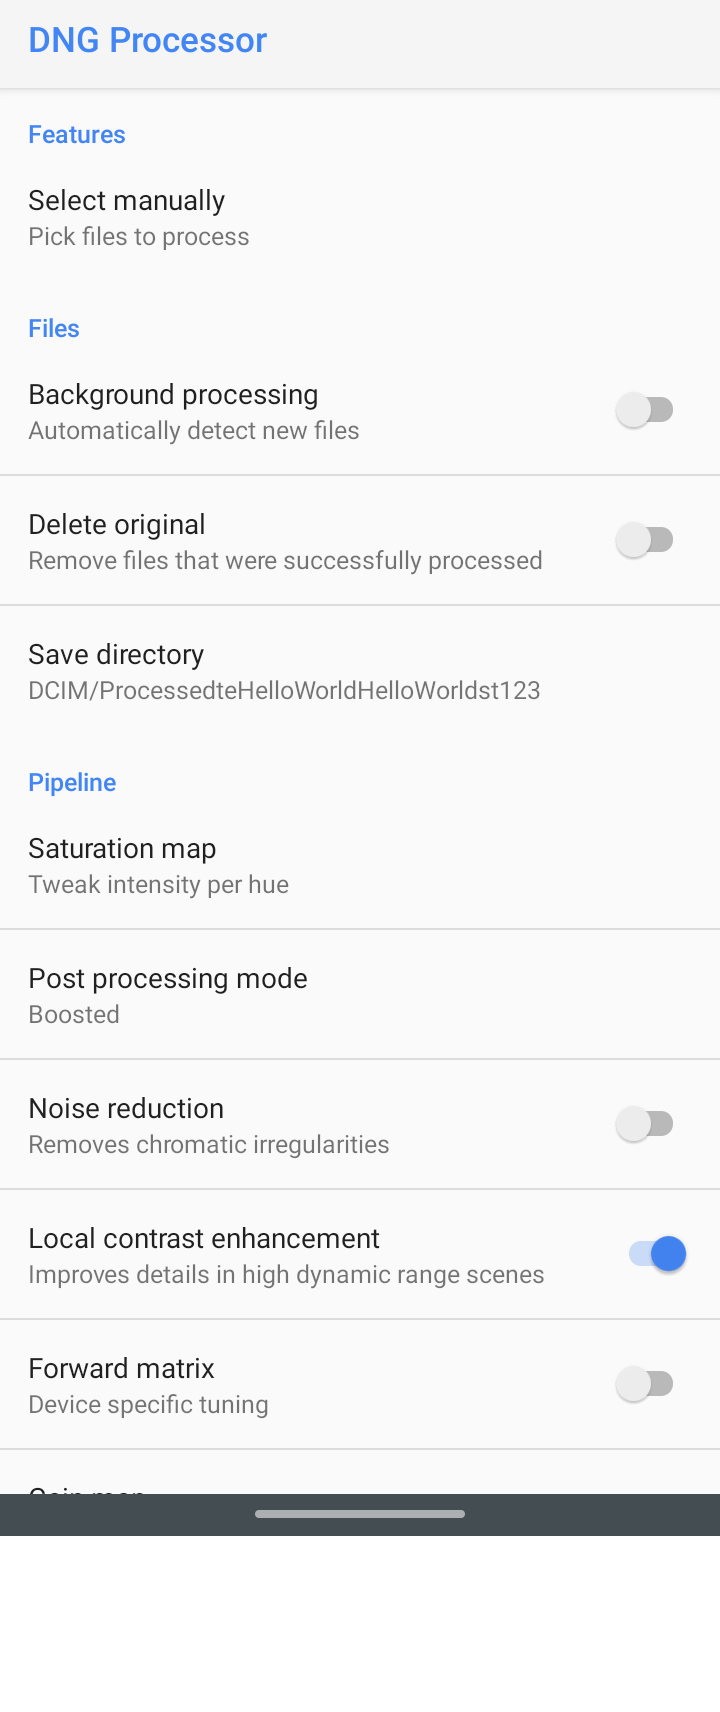 DNG Processor
Features
Select manually
Pick files to process
Files
Background processing
Automatically detect new files
Delete original
Remove files that were successfully processed
Save directory
DCIM/ProcessedteHelloWorldHelloWorldst123
Pipeline
Saturation map
Tweak intensity per hue
Post processing mode
Boosted
Noise reduction
Removes chromatic irregularities
Local contrast enhancement
Improves details in high dynamic range scenes
Forward matrix
Device specific tuning